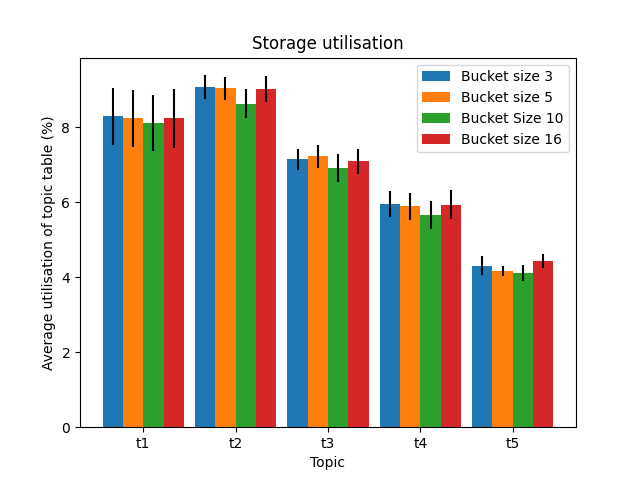 Storage utilisation
Bucket size 3
Bucket size 5
Bucket Size 10
Bucket size 16
Average utilisation of topic table (%)
8
6
4
2
0
t1 t2 t3 t4 t5
Topic